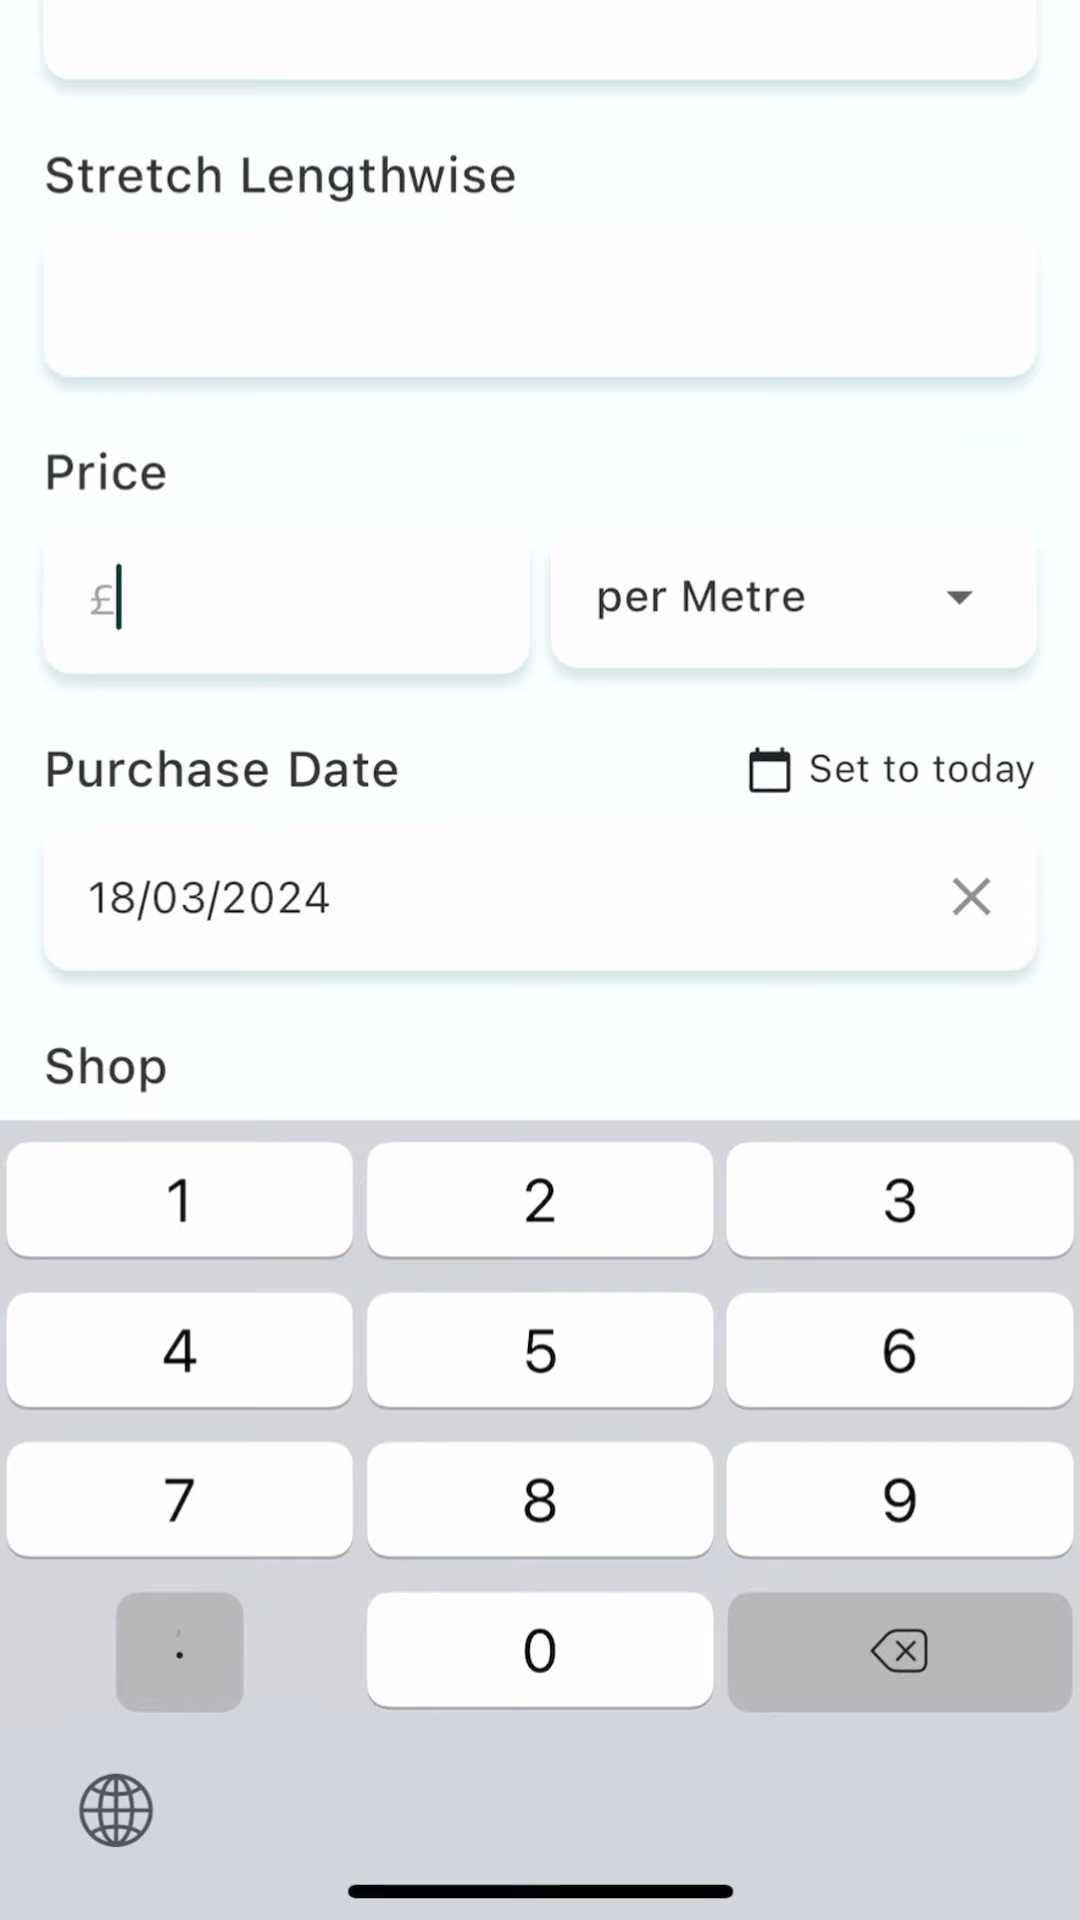 Stretch Lengthwise
Price
£ per Metre
Purchase Date Set to today
18/03/2024
Shop
1 2 3
4 5 6
7 8 9
. 0